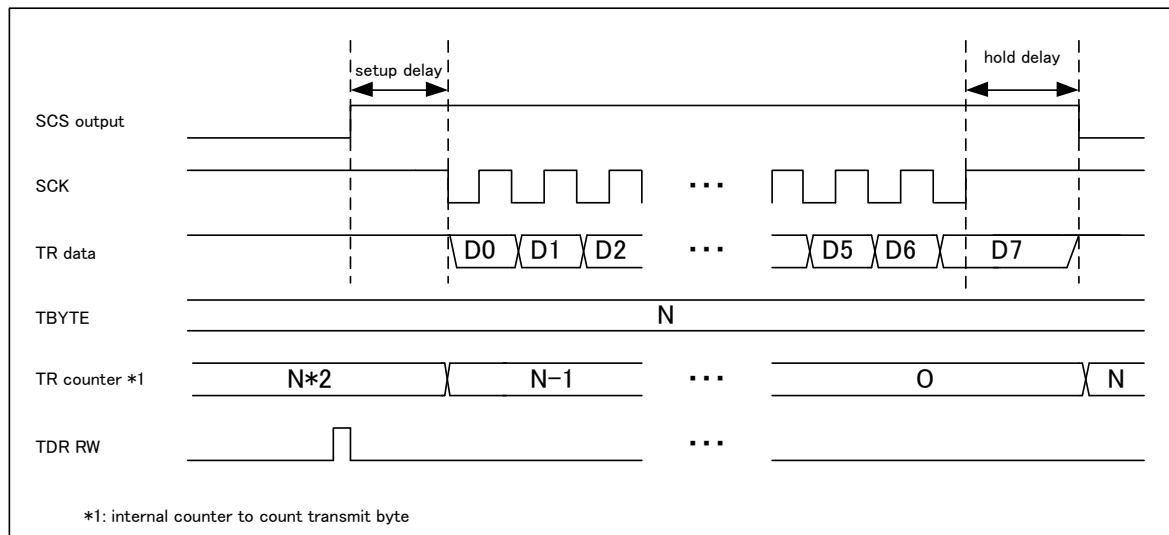 setup delay
hold delay
SCS output
SCK
...
TR data
D0 D1 D2 ... D5 D6 D7
TBYTE
N
TR counter *1
N*2 N-1 ... O N
TDR RW
...
*1: internal counter to count transmit byte